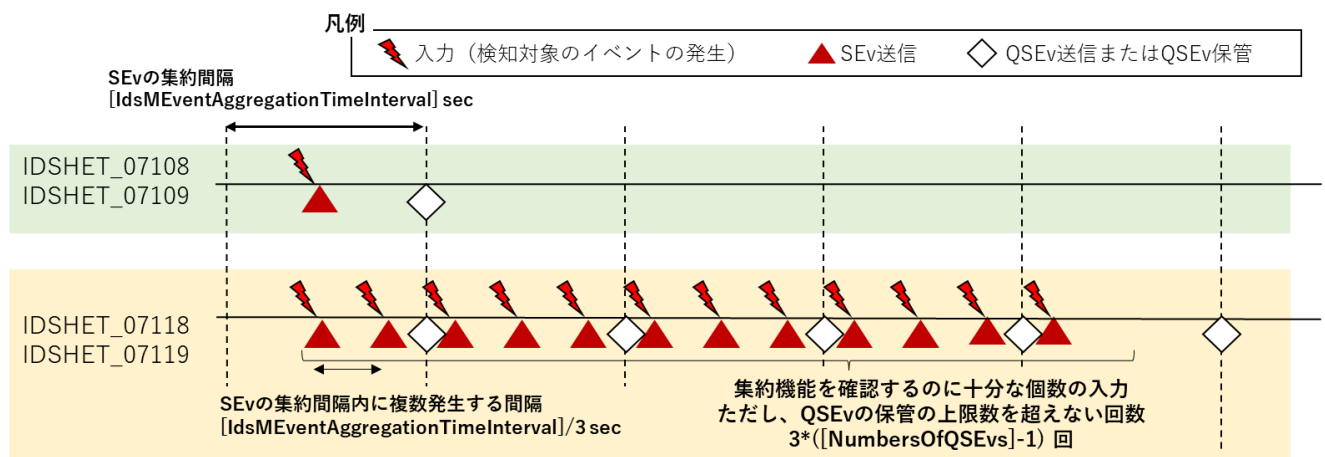 凡例
入力（検知対象のイベントの発生） SEv送信 QSEv送信またはQSEv保管
SEvの集約間隔
[IdsMEventAggregationTimeInterval] sec
IDSHET_07108
IDSHET_07109
IDSHET_07118
IDSHET_07119
SEvの集約間隔内に複数発生する間隔
[IdsMEventAggregationTimeInterval]/3 sec
集約機能を確認するのに十分な個数の入力
ただし、QSEvの保管の上限数を超えない回数
3*([NumbersOfQSEvs]-1) 回